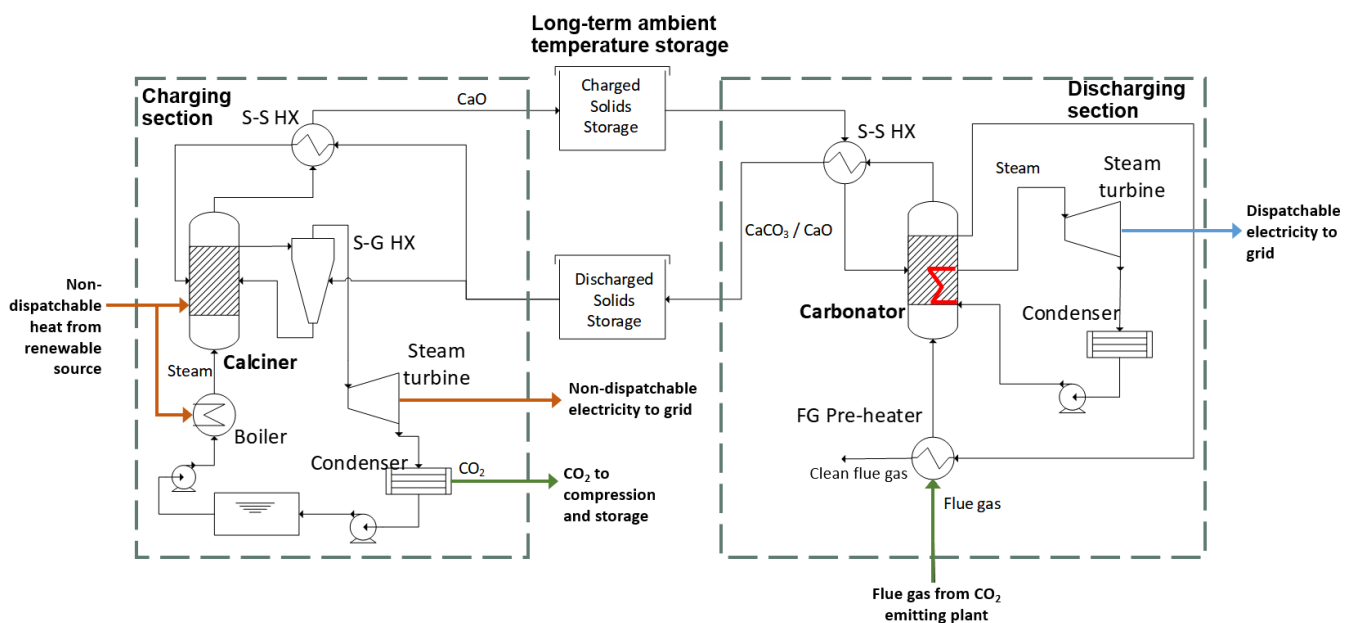 Long-term ambient
temperature storage
Charging
section
S-S HX
CaO
Charged
Solids
Storage
Discharging
section
S-S HX
Steam
Steam
turbine
Dispatchable
electricity to
grid
S-G HX
CaCO₃ / CaO
Discharged
Solids
Storage
Non-
dispatchable
heat from
renewable
source
Calciner
Carbonator
Condenser
Steam
Steam
turbine
Non-dispatchable
electricity to grid
Boiler
FG Pre-heater
Condenser
CO₂
CO₂ to
compression
and storage
Clean flue gas
Flue gas
Flue gas from CO₂
emitting plant